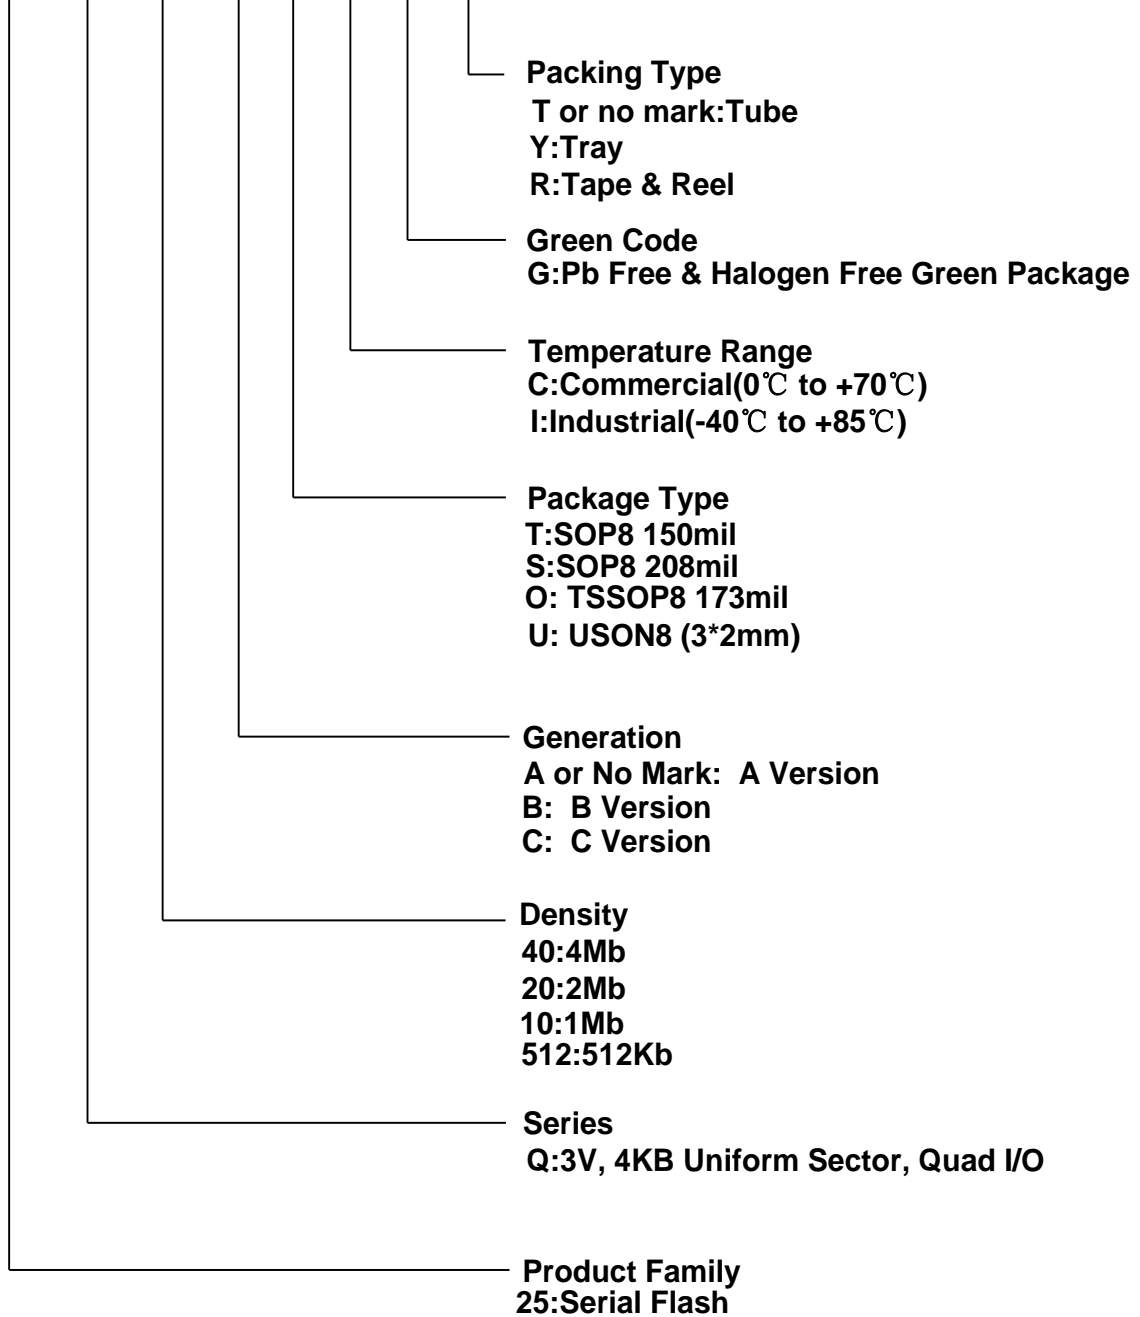 Packing Type
T or no mark:Tube
Y:Tray
R:Tape & Reel
Green Code
G:Pb Free & Halogen Free Green Package
Temperature Range
C:Commercial(0℃ to +70℃)
I:Industrial(-40℃ to +85℃)
Package Type
T:SOP8 150mil
S:SOP8 208mil
O: TSSOP8 173mil
U: USON8 (3*2mm)
Generation
A or No Mark: A Version
B: B Version
C: C Version
Density
40:4Mb
20:2Mb
10:1Mb
512:512Kb
Series
Q:3V, 4KB Uniform Sector, Quad I/O
Product Family
25:Serial Flash